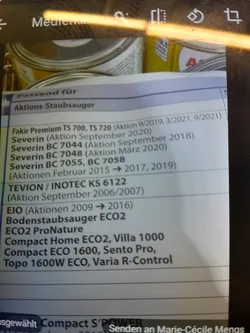 Passend für
Aktions-Staubsauger
Fakir Premium TS 700, TS 720 (Aktion 9/2019, 3/2021, 9/2021)
Severin (Aktion September 2020)
Severin BC 7044 (Aktion September 2018)
Severin BC 7048 (Aktion März 2020)
Severin BC 7055, BC 7058
(Aktionen Februar 2015 → 2017, 2019)
TEVION / INOTEC KS 6122
(Aktion September 2006/2007)
EIO (Aktionen 2009 → 2016)
Bodenstaubsauger ECO2
ECO2 ProNature
Compact Home ECO2, Villa 1000
Compact ECO 1600, Sento Pro,
Topo 1600W ECO, Varia R-Control
Compact S'POWER
usgewählt
Senden an Marie-Cécile Mengs